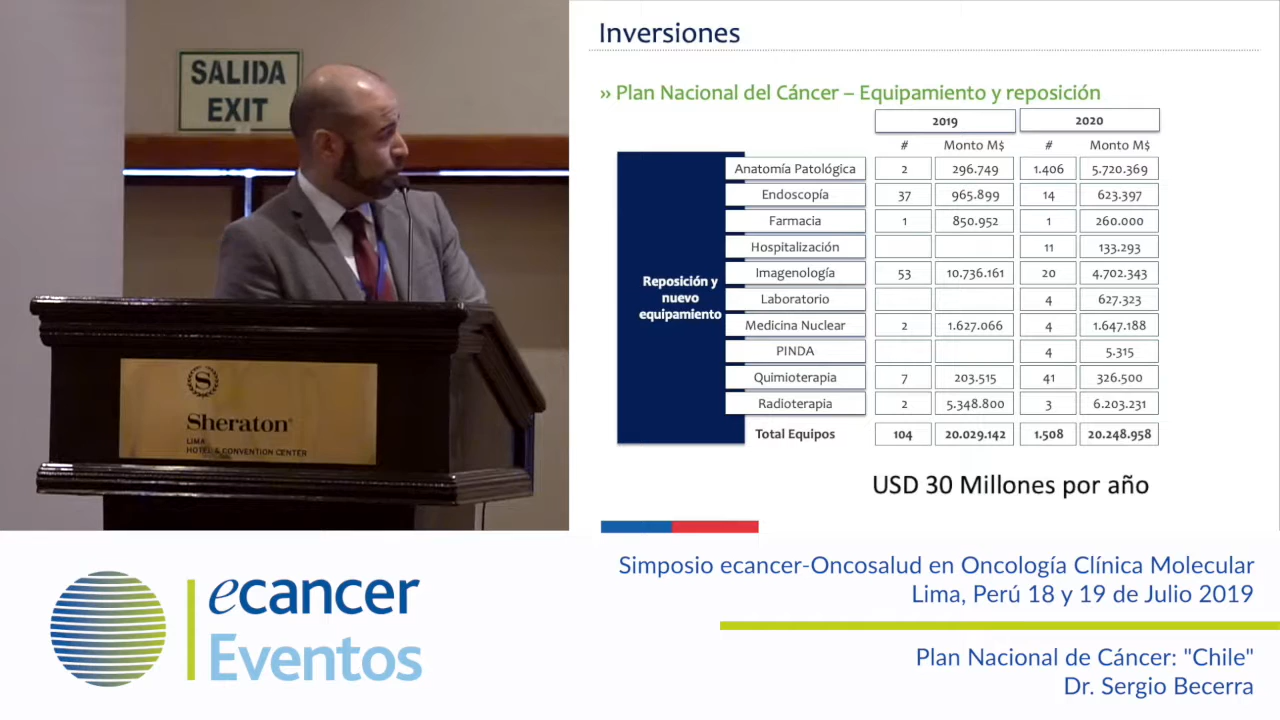 SALIDA
EXIT
S
Sheraton®
LIMA
HOTEL & CONVENTION CENTER
Inversiones
» Plan Nacional del Cáncer – Equipamiento y reposición
2019 2020
# Monto M$ # Monto M$
Reposición y
nuevo
equipamiento
Anatomía Patológica 2 296.749 1.406 5.720.369
Endoscopía 37 965.899 14 623.397
Farmacia 1 850.952 1 260.000
Hospitalización 11 133.293
Imagenología 53 10.736.161 20 4.702.343
Laboratorio 4 627.323
Medicina Nuclear 2 1.627.066 4 1.647.188
PINDA 4 5.315
Quimioterapia 7 203.515 41 326.500
Radioterapia 2 5.348.800 3 6.203.231
Total Equipos 104 20.029.142 1.508 20.248.958
USD 30 Millones por año
ecancer
Eventos
Simposio ecancer-Oncosalud en Oncología Clínica Molecular
Lima, Perú 18 y 19 de Julio 2019
Plan Nacional de Cáncer: "Chile"
Dr. Sergio Becerra